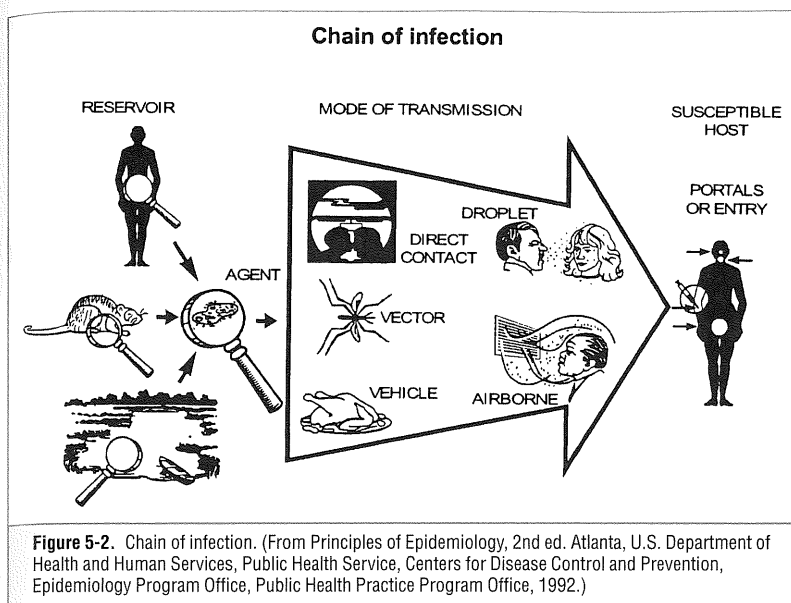 Chain of infection
RESERVOIR
MODE OF TRANSMISSION
SUSCEPTIBLE
HOST
PORTALS
OR ENTRY
AGENT
DROPLET
DIRECT
CONTACT
VECTOR
VEHICLE
AIRBORNE
Figure 5-2. Chain of infection. (From Principles of Epidemiology, 2nd ed. Atlanta, U.S. Department of
Health and Human Services, Public Health Service, Centers for Disease Control and Prevention,
Epidemiology Program Office, Public Health Practice Program Office, 1992.)